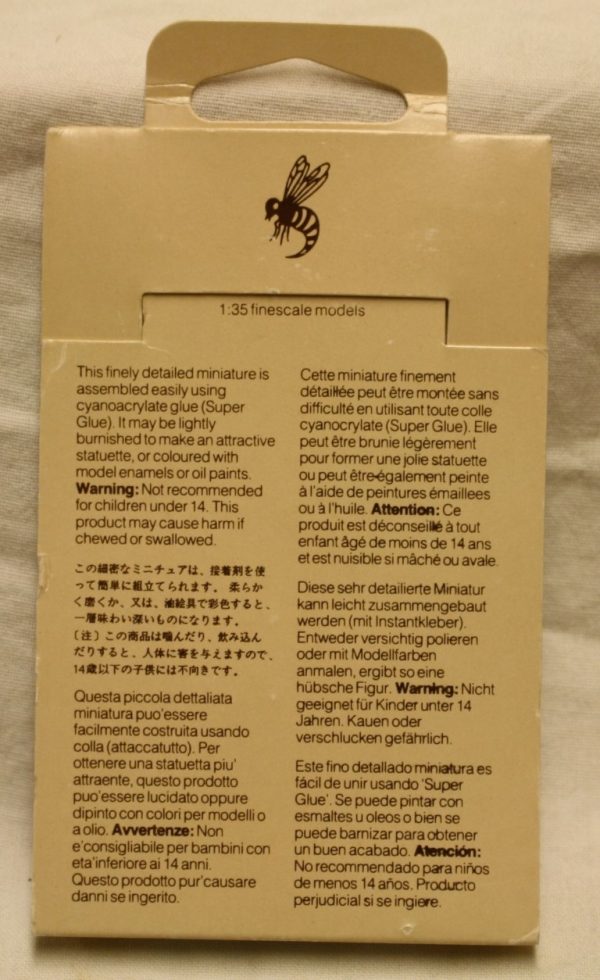 1:35 finescale models
This finely detailed miniature is
assembled easily using
cyanoacrylate glue (Super
Glue). It may be lightly
burnished to make an attractive
statuette, or coloured with
model enamels or oil paints.
Warning: Not recommended
for children under 14. This
product may cause harm if
chewed or swallowed.
この細密なミニチュアは、接着剤を使
って簡単に組立てられます。 柔らか
く磨くか、又は、油絵具で彩色すると、
一層味わい深いものになります。
〔注〕この商品は噛んだり、飲み込ん
だりすると、人体に害を与えますので、
14歳以下の子供には不向きです。
Questa piccola dettaliata
miniatura puo'essere
facilmente costruita usando
colla (attaccatutto). Per
ottenere una statuetta piu'
attraente, questo prodotto
puo'essere lucidato oppure
dipinto con colori per modelli o
a olio. Avvertenze: Non
e'consigliabile per bambini con
eta'inferiore ai 14 anni.
Questo prodotto pur'causare
danni se ingerito.
Cette miniature finement
détaillée peut être montée sans
difficulté en utilisant toute colle
cyanocrylate (Super Glue). Elle
peut être brunie légèrement
pour former une jolie statuette
ou peut être également peinte
à l'aide de peintures émaillees
ou à l'huile. Attention: Ce
produit est déconseillé à tout
enfant âgé de moins de 14 ans
et est nuisible si mâché ou avale.
Diese sehr detailierte Miniatur
kann leicht zusammengebaut
werden (mit Instantkleber).
Entweder versichtig polieren
oder mit Modellfarben
anmalen, ergibt so eine
hübsche Figur. Warning: Nicht
geeignet für Kinder unter 14
Jahren. Kauen oder
verschlucken gefährlich.
Este fino detallado miniatura es
fácil de unir usando 'Super
Glue'. Se puede pintar con
esmaltes u oleos o bien se
puede barnizar para obtener
un buen acabado. Atención:
No recommendado para niños
de menos 14 años. Producto
perjudicial si se ingiere.